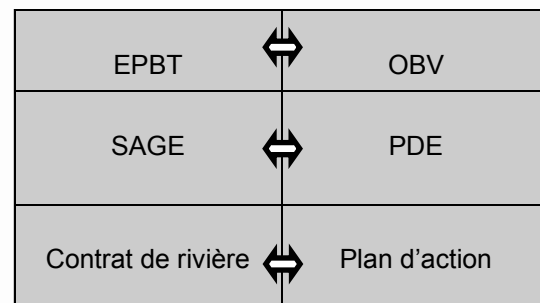 EPBT
OBV
SAGE
PDE
Contrat de rivière
Plan d’action